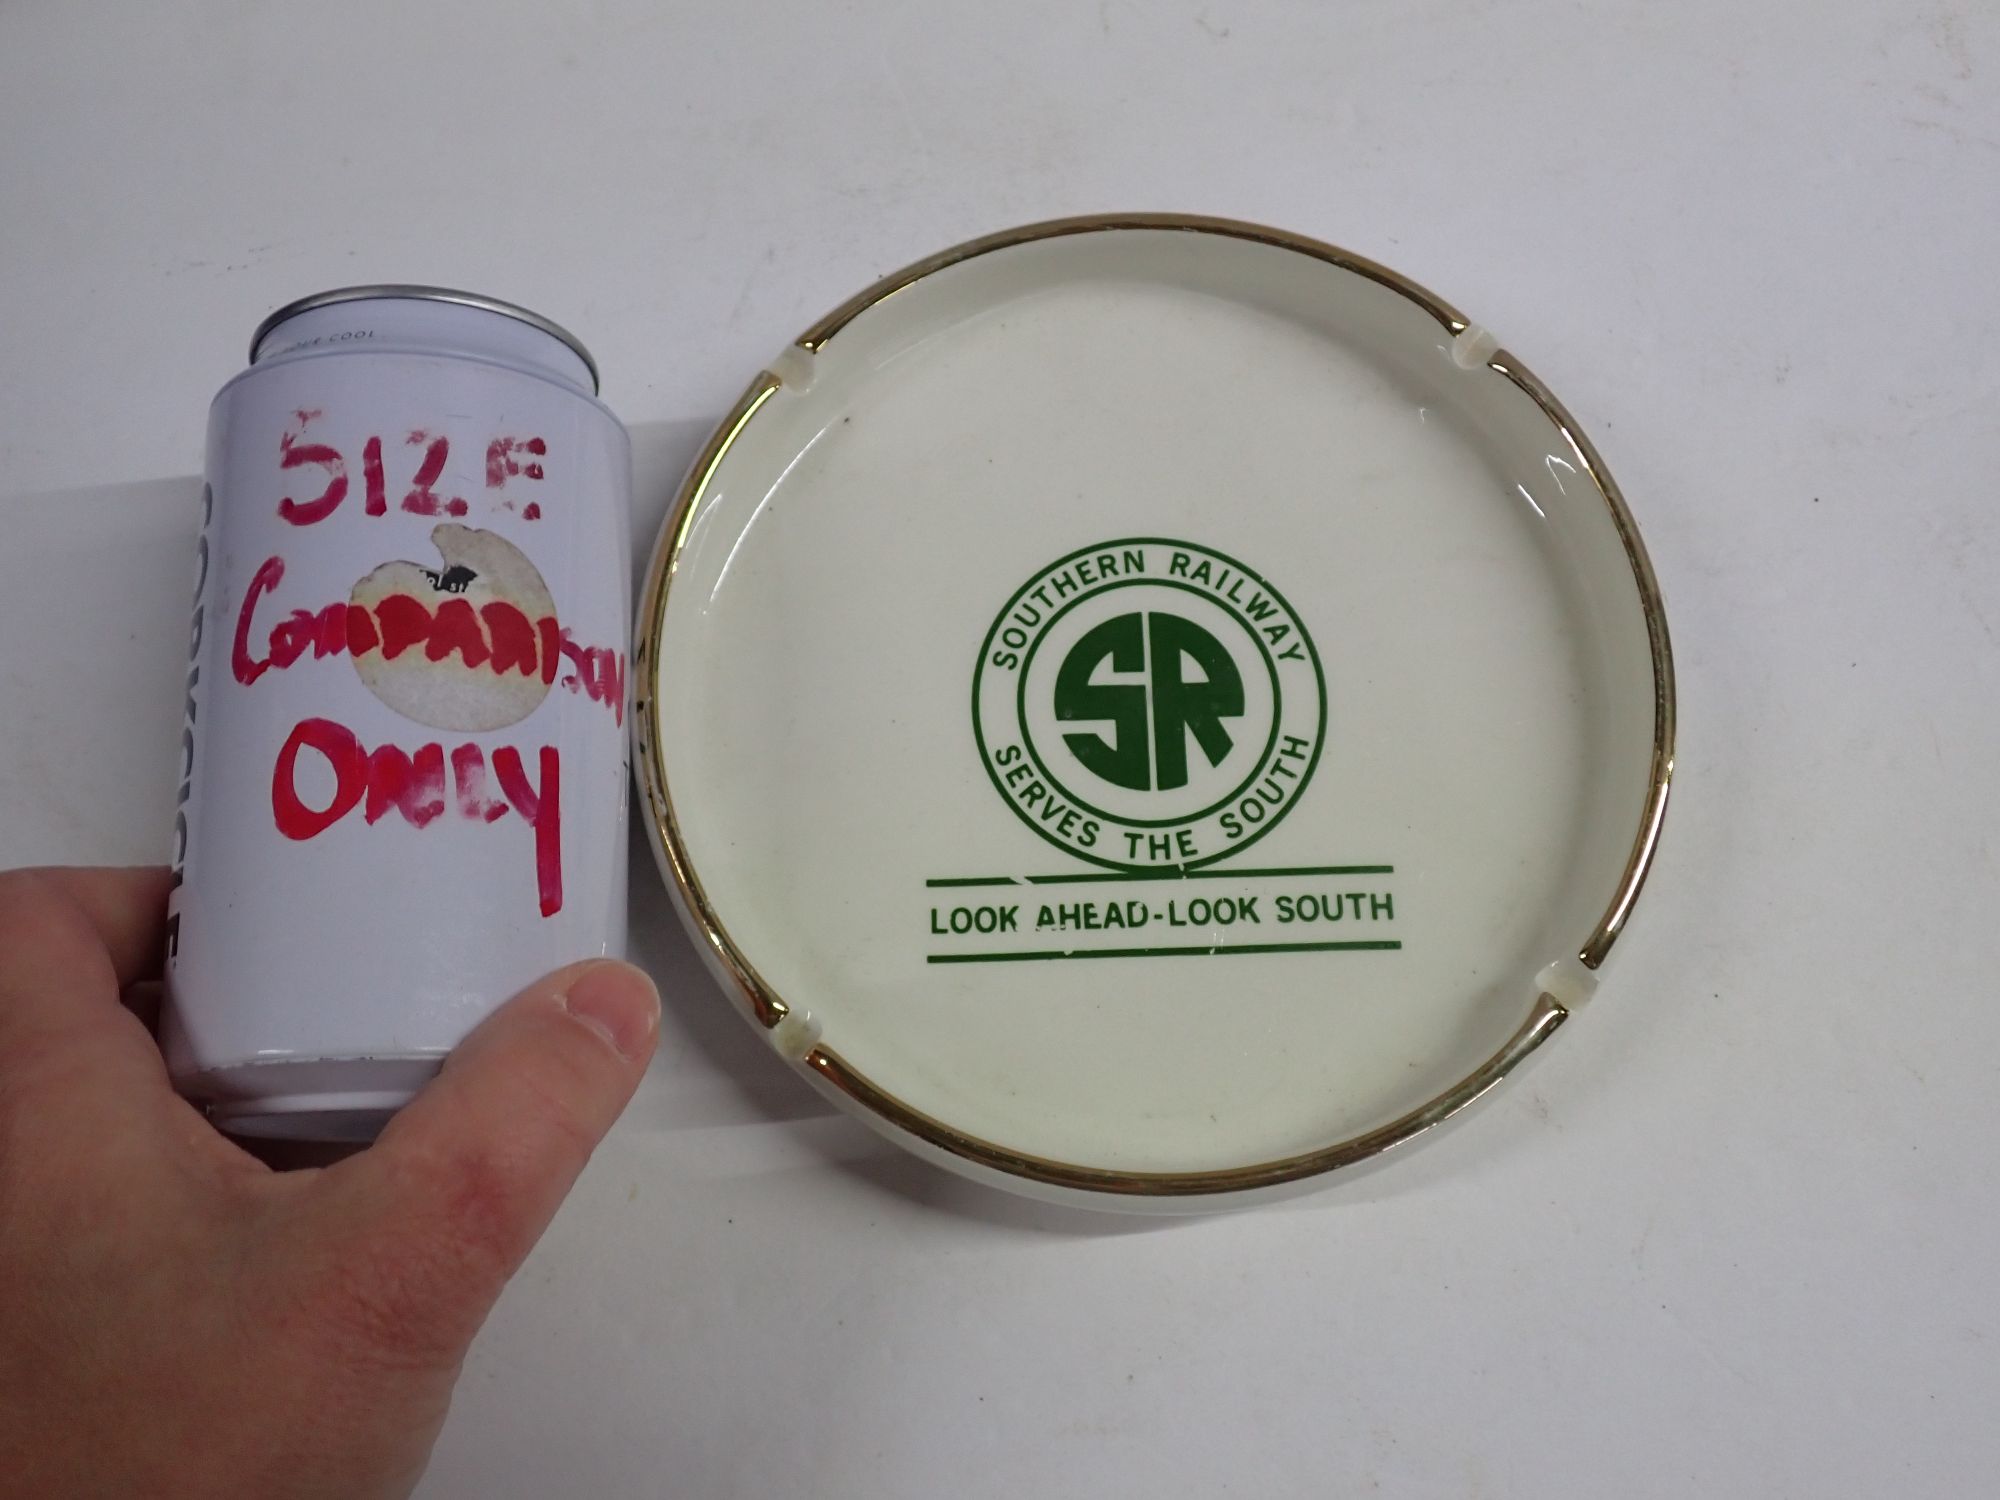 SIZE
Comparison
Only
SOUTHERN RAILWAY
SR
SERVES THE SOUTH
LOOK AHEAD-LOOK SOUTH